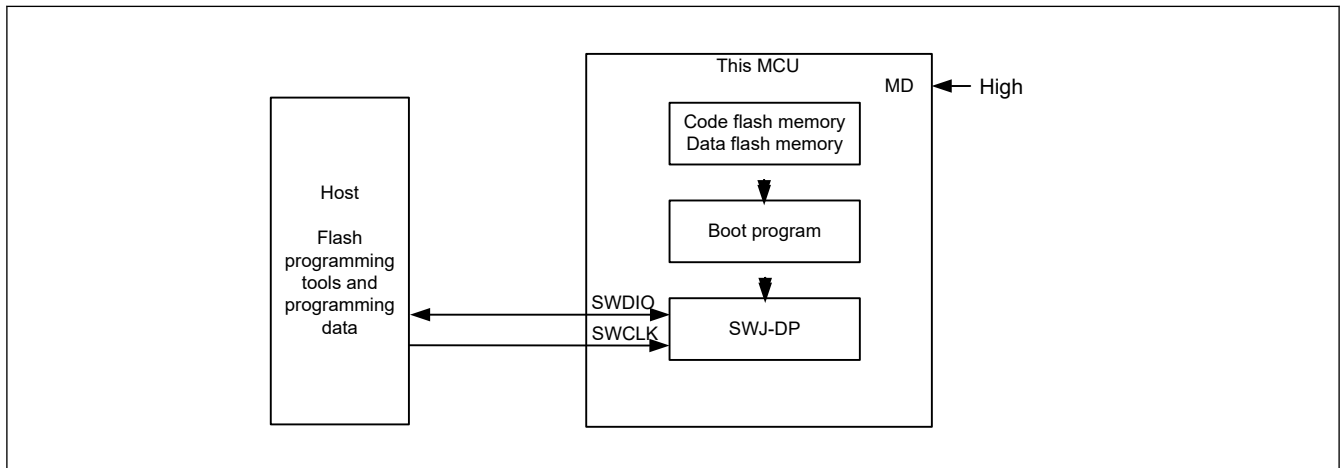 This MCU
MD
High
Code flash memory
Data flash memory
Host
Flash
programming
tools and
programming
data
Boot program
SWDIO
SWCLK
SWJ-DP